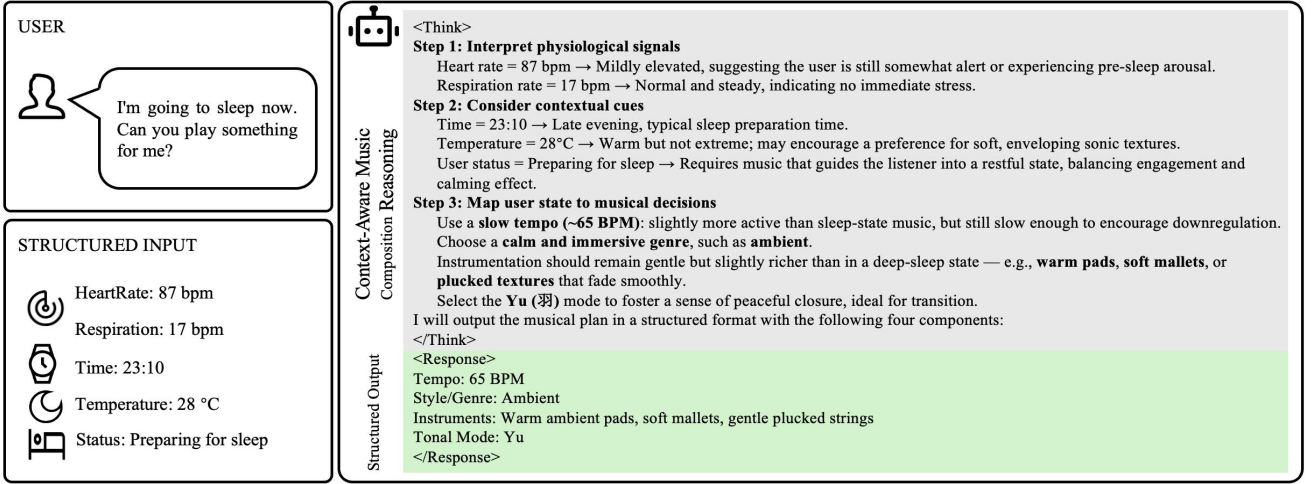 USER
I'm going to sleep now.
Can you play something
for me?
STRUCTURED INPUT
HeartRate: 87 bpm
Respiration: 17 bpm
Time: 23:10
Temperature: 28 °C
Status: Preparing for sleep
Context-Aware Music
Composition Reasoning
<Think>
Step 1: Interpret physiological signals
Heart rate = 87 bpm → Mildly elevated, suggesting the user is still somewhat alert or experiencing pre-sleep arousal.
Respiration rate = 17 bpm → Normal and steady, indicating no immediate stress.
Step 2: Consider contextual cues
Time = 23:10 → Late evening, typical sleep preparation time.
Temperature = 28°C → Warm but not extreme; may encourage a preference for soft, enveloping sonic textures.
User status = Preparing for sleep → Requires music that guides the listener into a restful state, balancing engagement and
calming effect.
Step 3: Map user state to musical decisions
Use a slow tempo (~65 BPM): slightly more active than sleep-state music, but still slow enough to encourage downregulation.
Choose a calm and immersive genre, such as ambient.
Instrumentation should remain gentle but slightly richer than in a deep-sleep state — e.g., warm pads, soft mallets, or
plucked textures that fade smoothly.
Select the Yu (羽) mode to foster a sense of peaceful closure, ideal for transition.
I will output the musical plan in a structured format with the following four components:
</Think>
Structured Output
<Response>
Tempo: 65 BPM
Style/Genre: Ambient
Instruments: Warm ambient pads, soft mallets, gentle plucked strings
Tonal Mode: Yu
</Response>